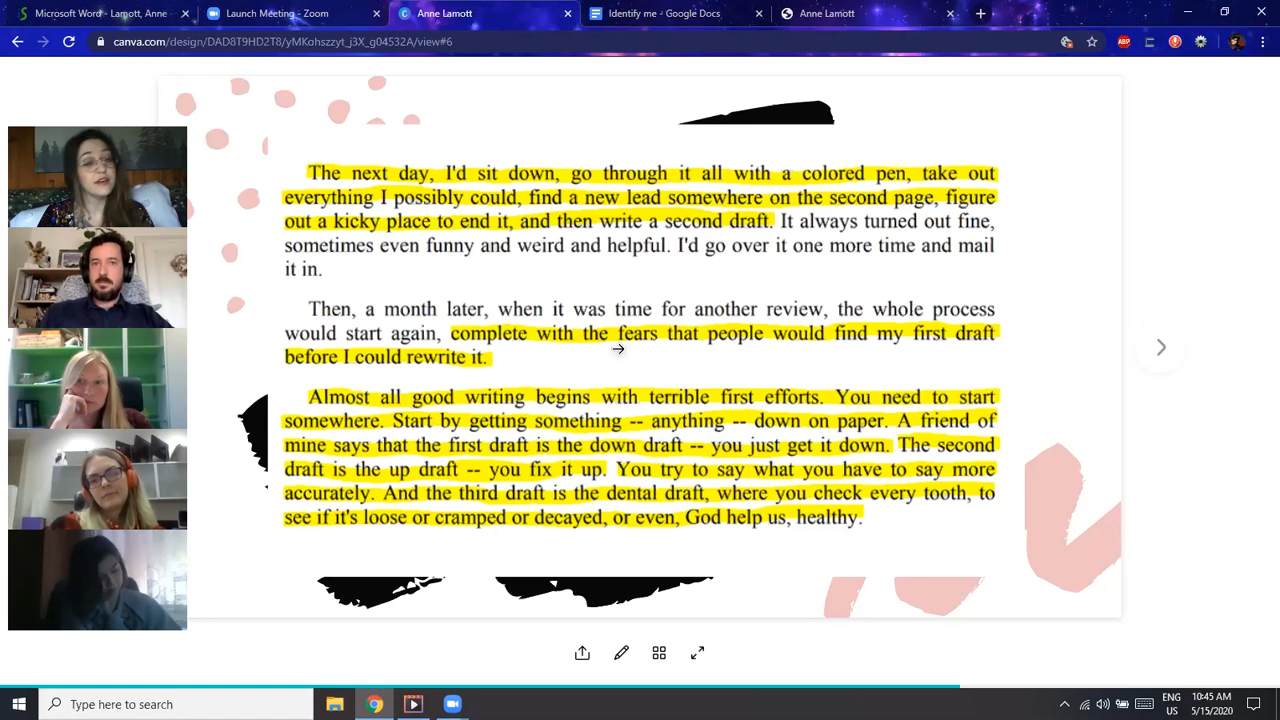 Microsoft Word - Lamott, Anne -
Launch Meeting - Zoom
Anne Lamott
Identify me - Google Docs
Anne Lamott
canva.com/design/DAD8T9HD2T8/yMKohszzyt_j3X_g04532A/view#6
ABP
The next day, I'd sit down, go through it all with a colored pen, take out
everything I possibly could, find a new lead somewhere on the second page, figure
out a kicky place to end it, and then write a second draft. It always turned out fine,
sometimes even funny and weird and helpful. I'd go over it one more time and mail
it in.
Then, a month later, when it was time for another review, the whole process
would start again, complete with the fears that people would find my first draft
before I could rewrite it.
Almost all good writing begins with terrible first efforts. You need to start
somewhere. Start by getting something -- anything -- down on paper. A friend of
mine says that the first draft is the down draft -- you just get it down. The second
draft is the up draft -- you fix it up. You try to say what you have to say more
accurately. And the third draft is the dental draft, where you check every tooth, to
see if it's loose or cramped or decayed, or even, God help us, healthy.
Type here to search
ENG
US
10:45 AM
5/15/2020